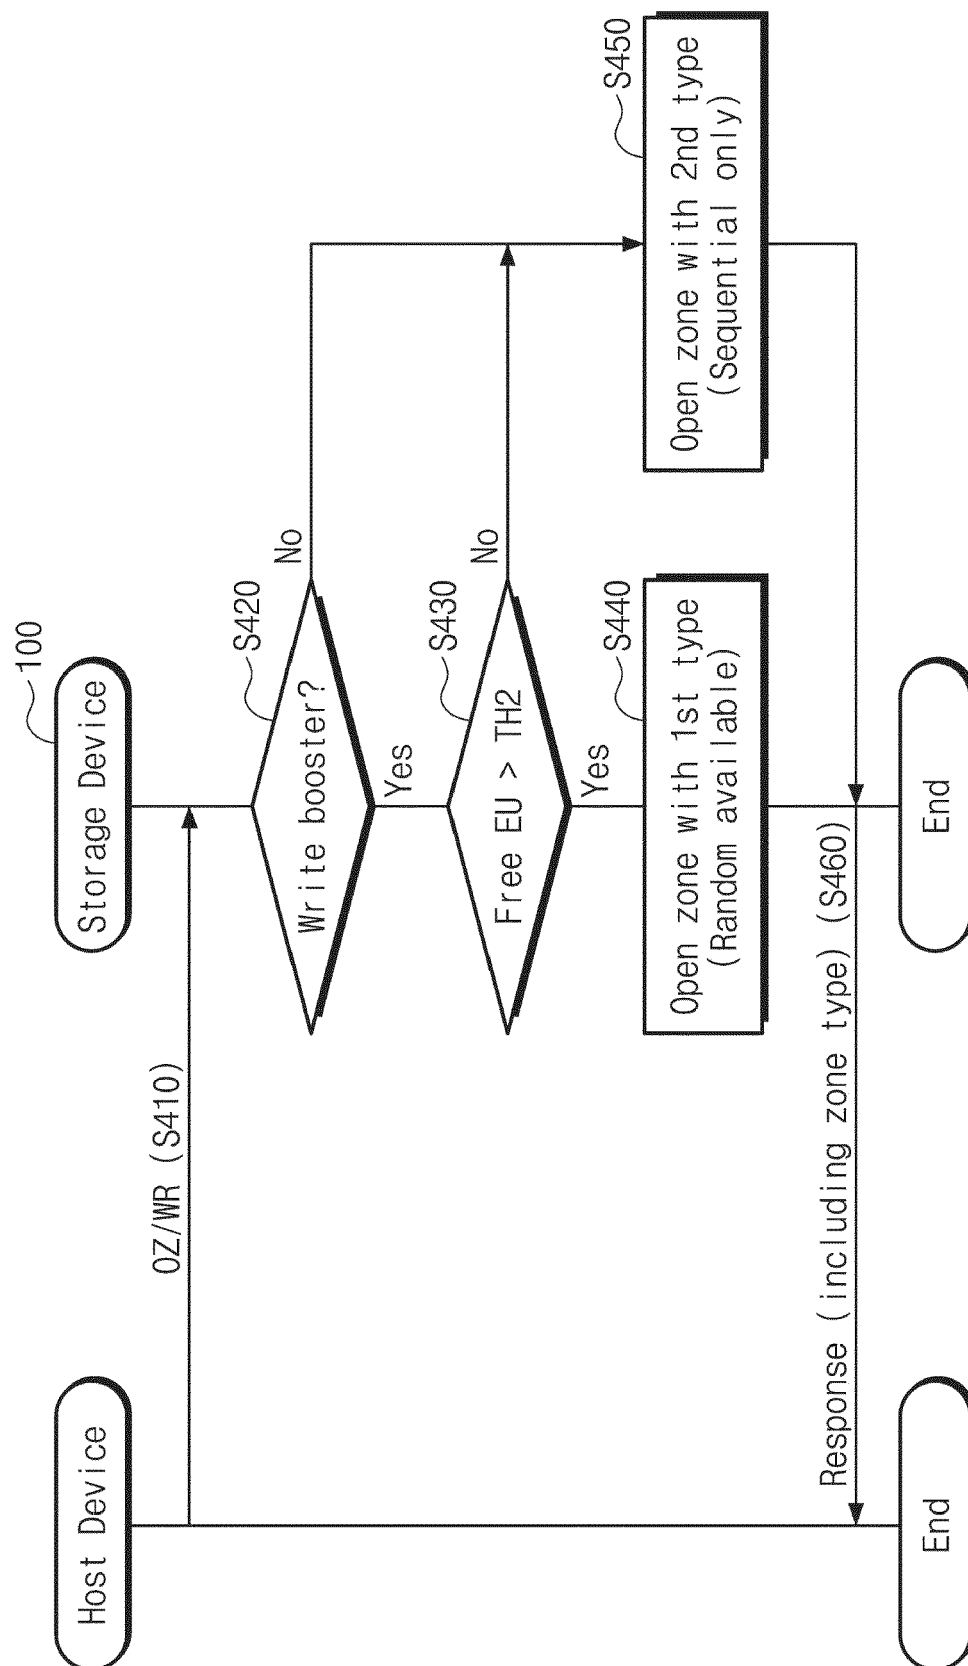 Host Device
Storage Device
100
OZ/WR (S410)
Write booster?
S420
No
Yes
Free EU > TH2
S430
No
Yes
Open zone with 1st type
(Random available)
S440
Open zone with 2nd type
(Sequential only)
S450
Response (including zone type) (S460)
End
End